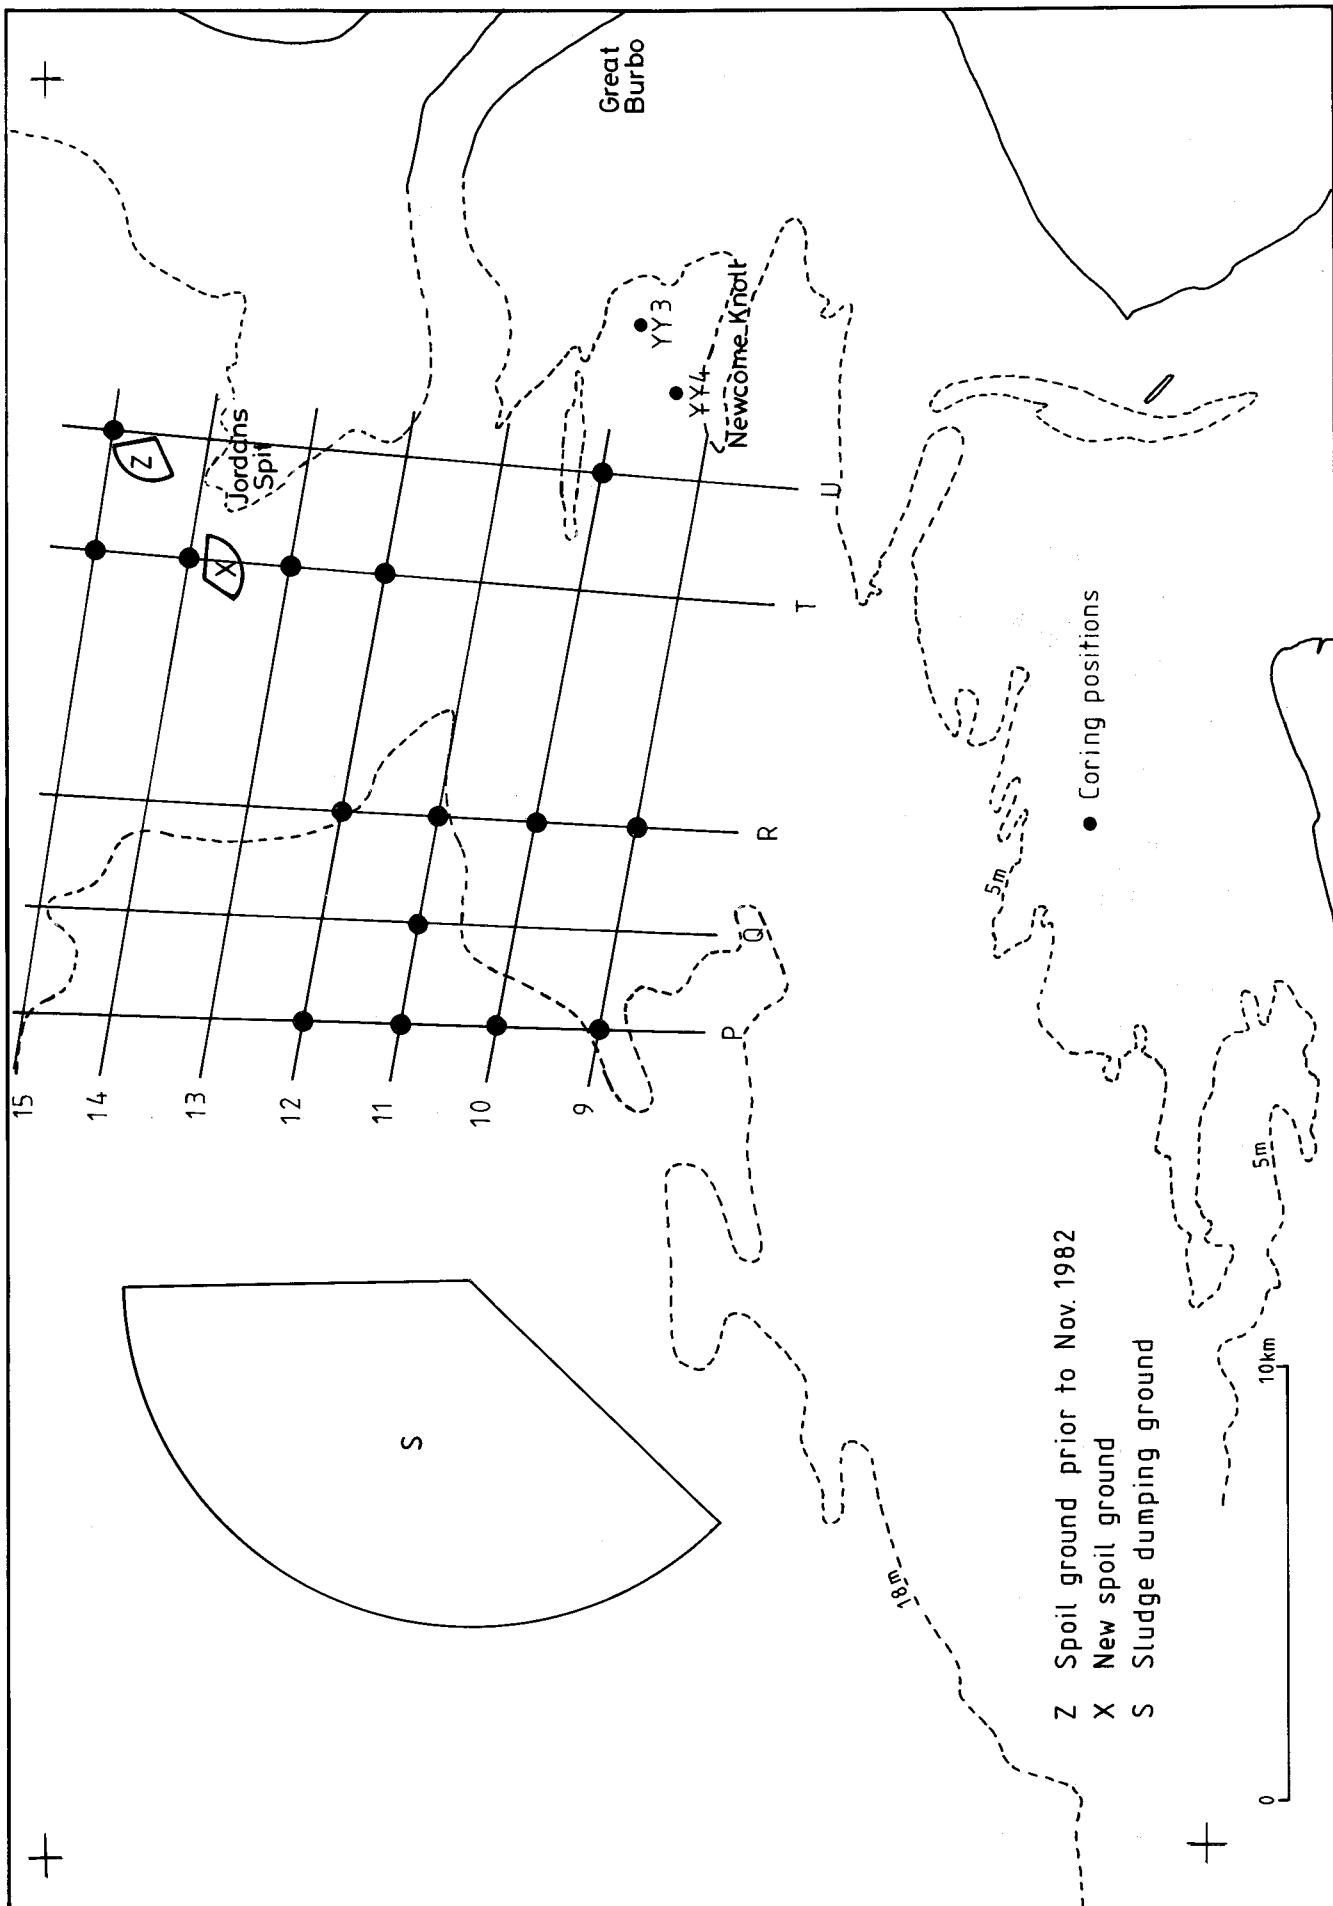 15
14
13
12
11
10
9
P
Q
R
T
U
S
Z
X
Jordans
Spit
Great
Burbo
YY3
YY4
Newcome Knoll
5m
5m
18m
Coring positions
Z Spoil ground prior to Nov. 1982
X New spoil ground
S Sludge dumping ground
0
10km